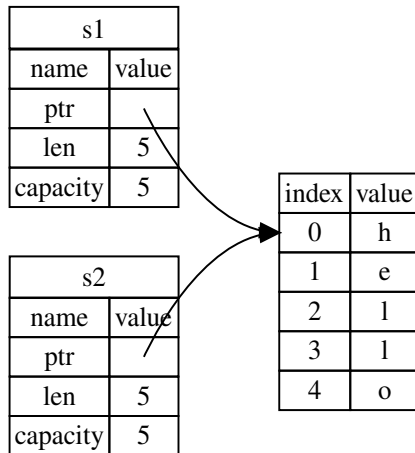 s1
name value
ptr
len 5
capacity 5
s2
name value
ptr
len 5
capacity 5
index value
0 h
1 e
2 l
3 l
4 o